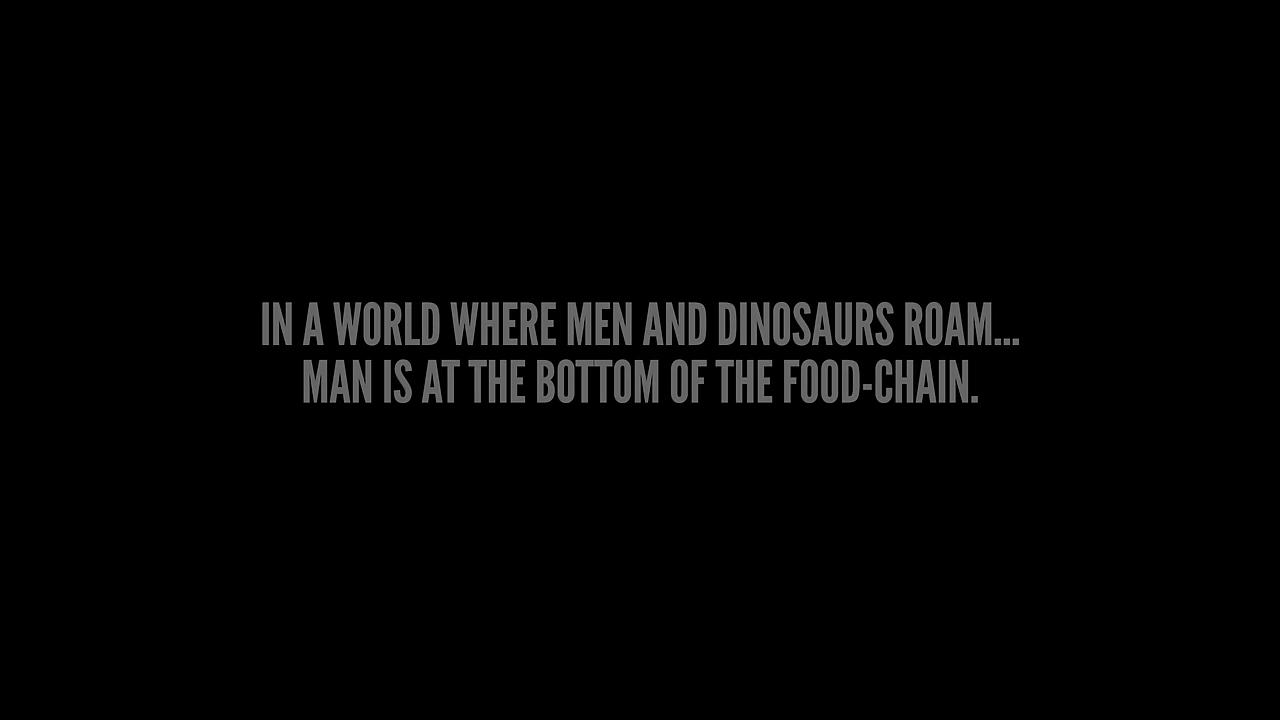 IN A WORLD WHERE MEN AND DINOSAURS ROAM...
MAN IS AT THE BOTTOM OF THE FOOD-CHAIN.